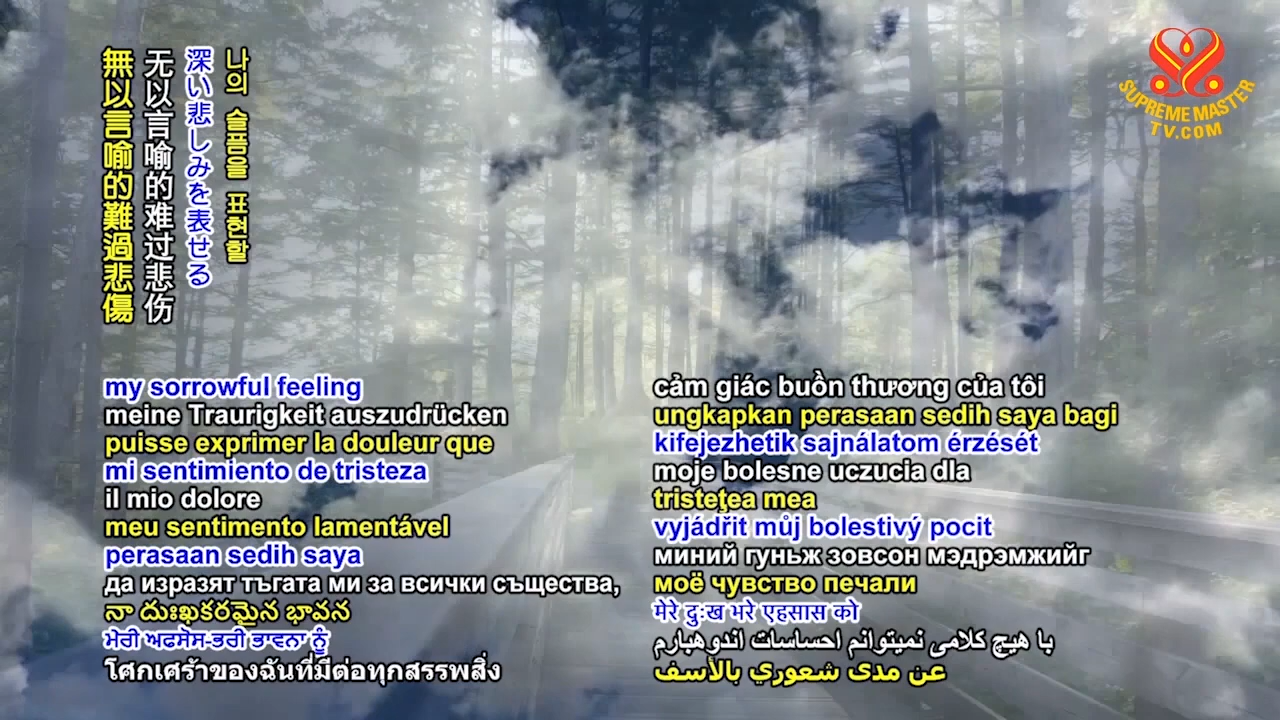 無以言喻的難過悲傷
无以言喻的难过悲伤
深い悲しみを表せる
나의 슬픔을 표현할
SUPREME MASTER
TV.COM
my sorrowful feeling
meine Traurigkeit auszudrücken
puisse exprimer la douleur que
mi sentimiento de tristeza
il mio dolore
meu sentimento lamentável
perasaan sedih saya
да изразят тъгата ми за всички същества,
నా దుఃఖకరమైన భావన
ਮੇਰੀ ਅਫਸੋਸ-ਭਰੀ ਭਾਵਨਾ ਨੂੰ
โศกเศร้าของฉันที่มีต่อทุกสรรพสิ่ง
cảm giác buồn thương của tôi
ungkapkan perasaan sedih saya bagi
kifejezhetik sajnálatom érzését
moje bolesne uczucia dla
tristeţea mea
vyjádřit můj bolestivý pocit
миний гуньж зовсон мэдрэмжийг
моё чувство печали
मेरे दुःख भरे एहसास को
با هیچ کلامی نمیتوانم احساسات اندوهبارم
عن مدى شعوري بالأسف